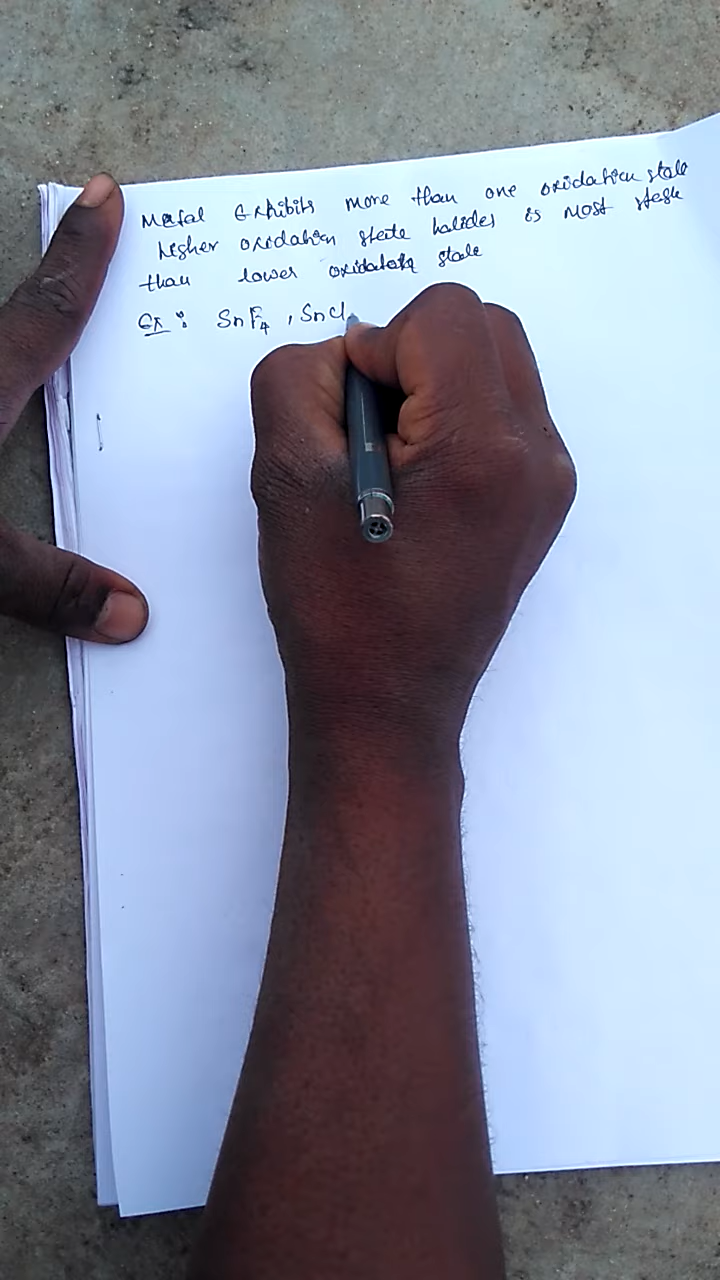 Metal Exhibits more than one oxidation state
higher oxidation state halides is most stable
than lower oxidation state
Ex : SnF4 , SnCl